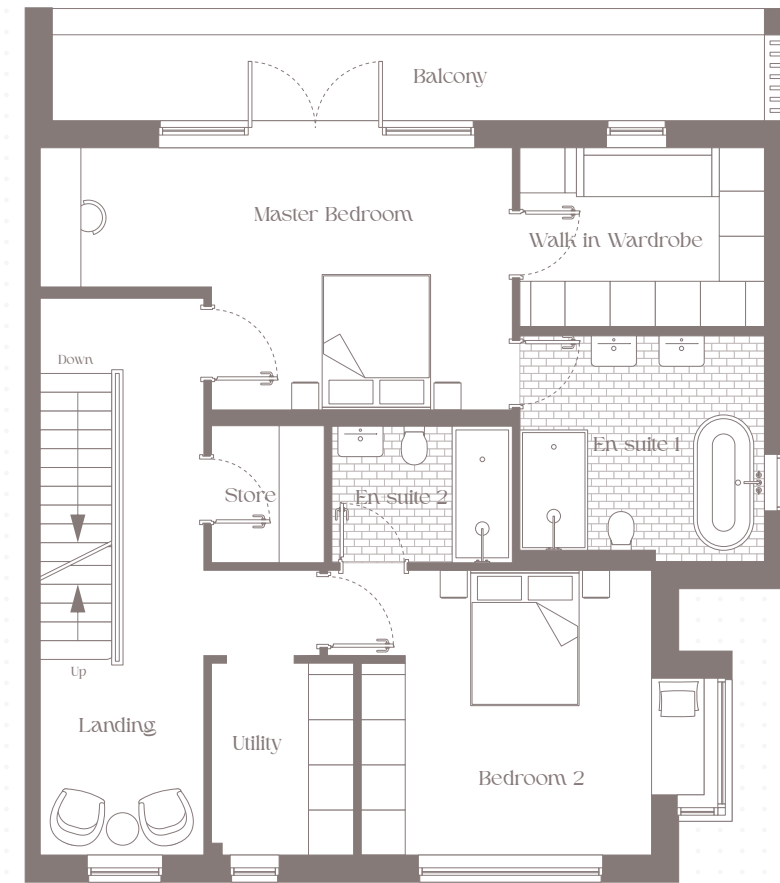 Balcony
Master Bedroom
Walk in Wardrobe
Down
En suite 1
Store
En suite 2
Up
Landing
Utility
Bedroom 2